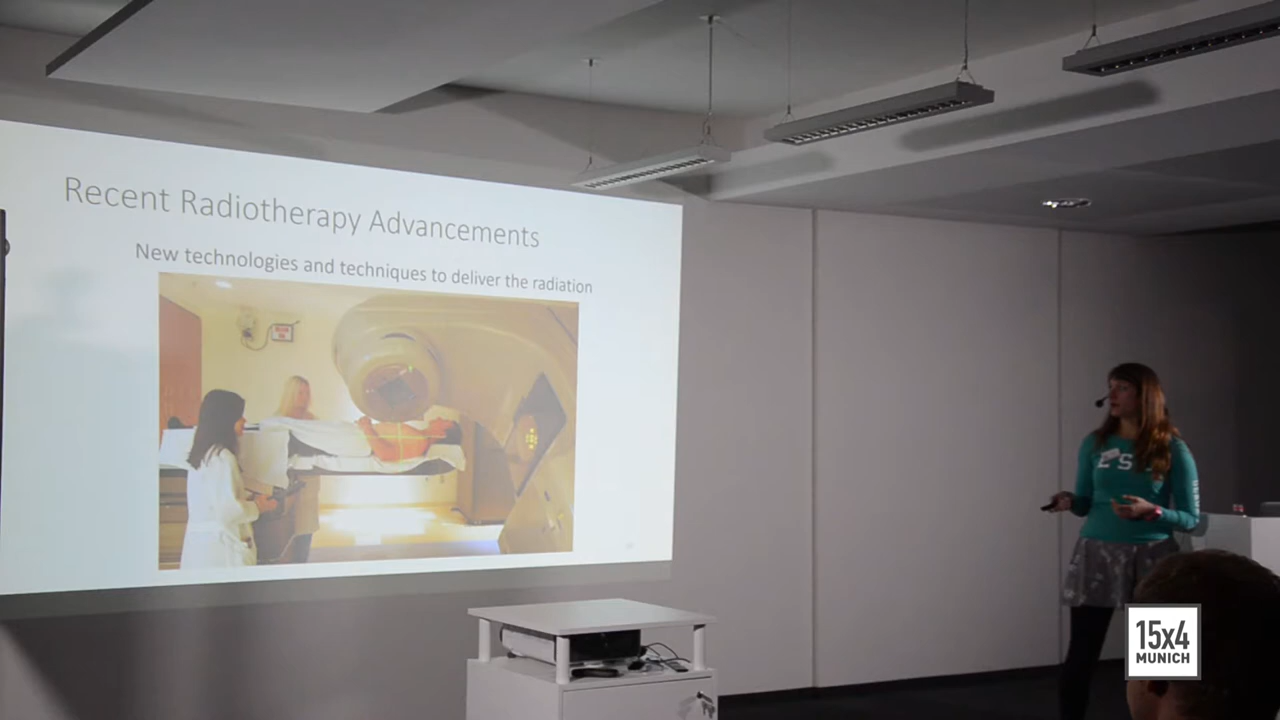 Recent Radiotherapy Advancements
New technologies and techniques to deliver the radiation
15x4
MUNICH